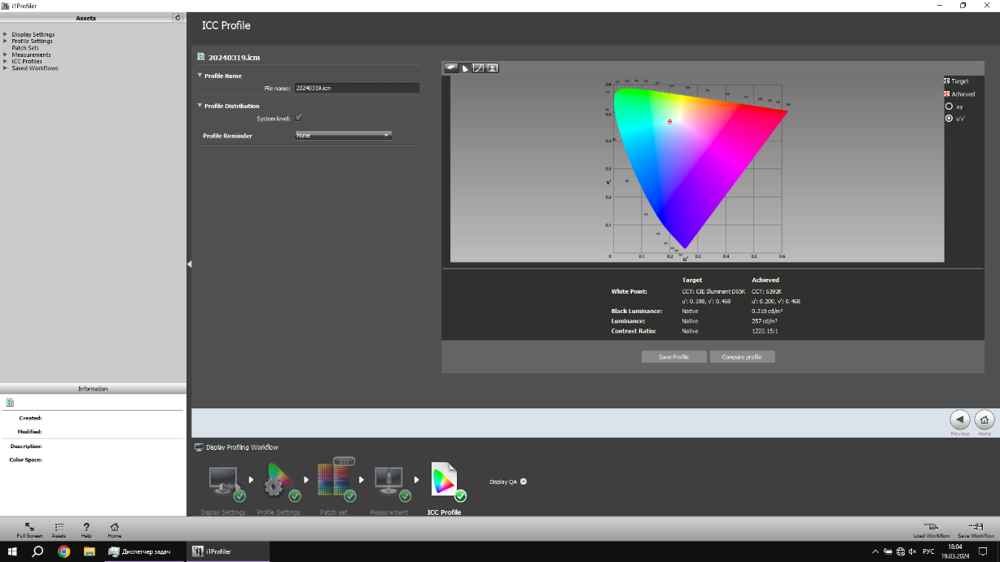 i1Profiler
Assets
Display Settings
Profile Settings
Patch Sets
Measurements
ICC Profiles
Saved Workflows
Information
Created:
Modified:
Description:
Color Space:
ICC Profile
20240319.icm
Profile Name
File name: 20240319.icm
Profile Distribution
System level:
Profile Reminder None
Target
Achieved
xy
u'v'
0.6
0.5
0.4
0.3
v'
0.2
0.1
0 0.1 0.2 0.3 0.4 0.5 0.6
u'
Target Achieved
White Point: CCT: CIE Illuminant D65K CCT: 6392K
u': 0.198, v': 0.468 u': 0.200, v': 0.468
Black Luminance: Native 0.210 cd/m²
Luminance: Native 257 cd/m²
Contrast Ratio: Native 1222.15:1
Save Profile Compare profile
Previous Home
Display Profiling Workflow
Display QA
Display Settings Profile Settings Patch set Measurement ICC Profile
Full Screen Assets Help Home Load Workflow Save Workflow
Диспетчер задач i1Profiler РУС 18:04
19.03.2024